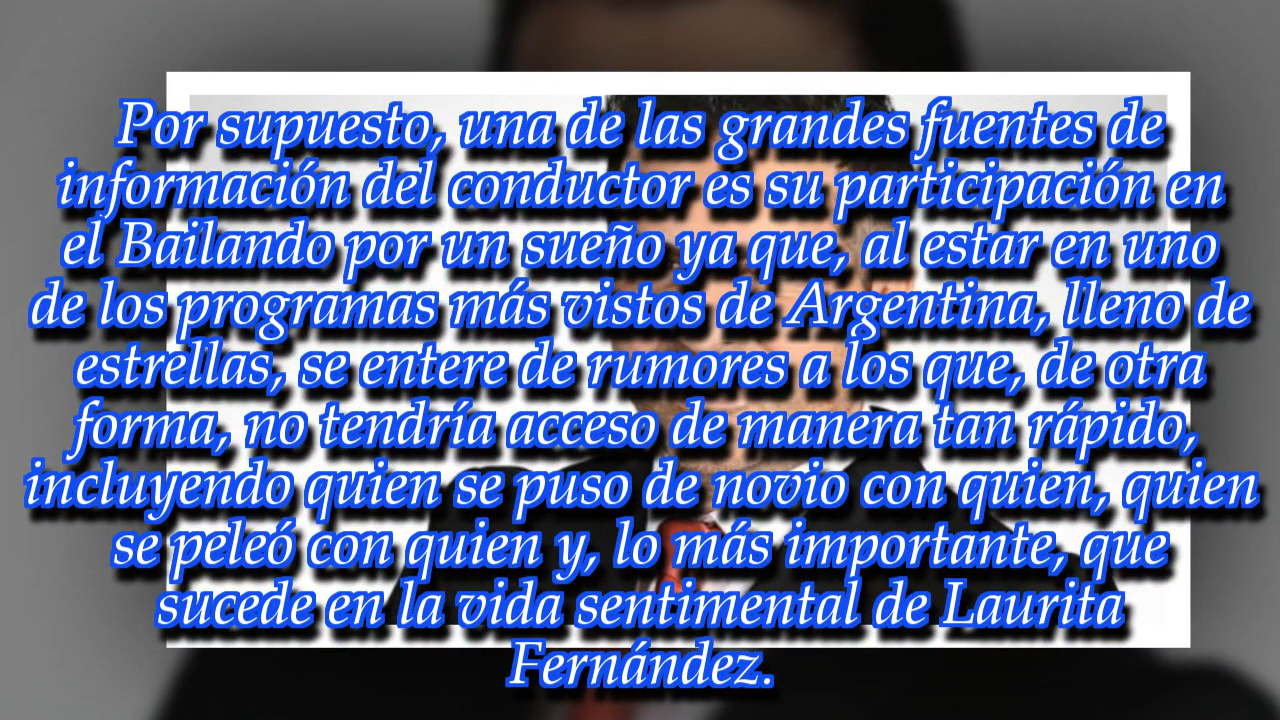 Por supuesto, una de las grandes fuentes de
información del conductor es su participación en
el Bailando por un sueño ya que, al estar en uno
de los programas más vistos de Argentina, lleno de
estrellas, se entere de rumores a los que, de otra
forma, no tendría acceso de manera tan rápido,
incluyendo quien se puso de novio con quien, quien
se peleó con quien y, lo más importante, que
sucede en la vida sentimental de Laurita
Fernández.